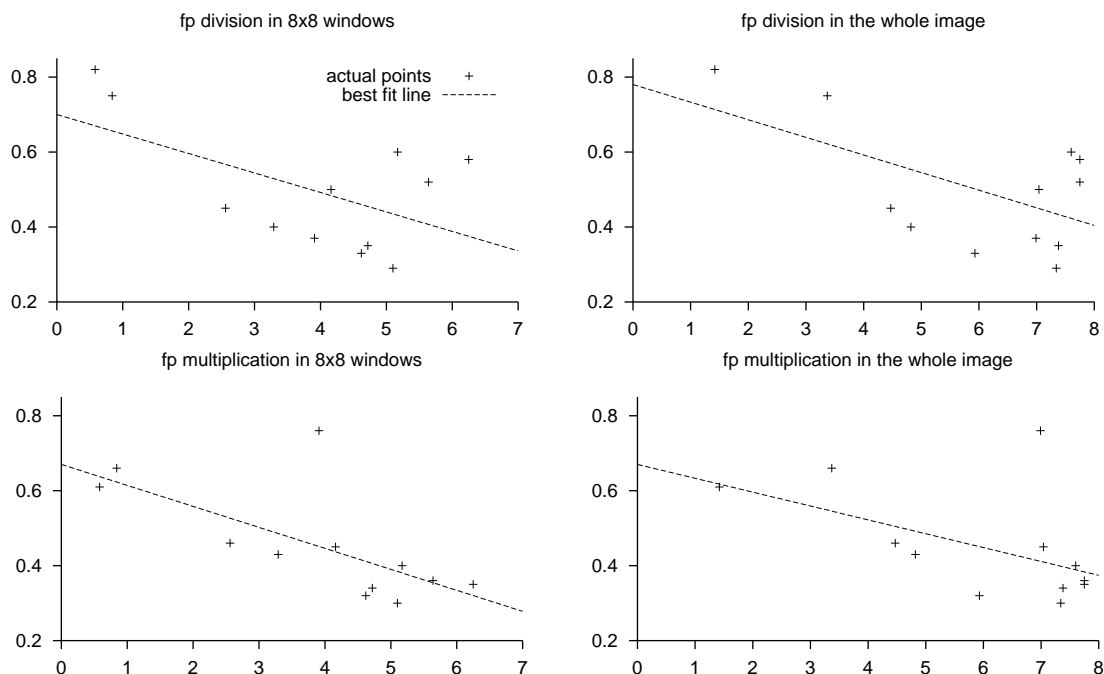 fp division in 8x8 windows
0.8
0.6
0.4
0.2
0 1 2 3 4 5 6 7
actual points
best fit line
fp division in the whole image
0.8
0.6
0.4
0.2
0 1 2 3 4 5 6 7 8
fp multiplication in 8x8 windows
0.8
0.6
0.4
0.2
0 1 2 3 4 5 6 7
fp multiplication in the whole image
0.8
0.6
0.4
0.2
0 1 2 3 4 5 6 7 8